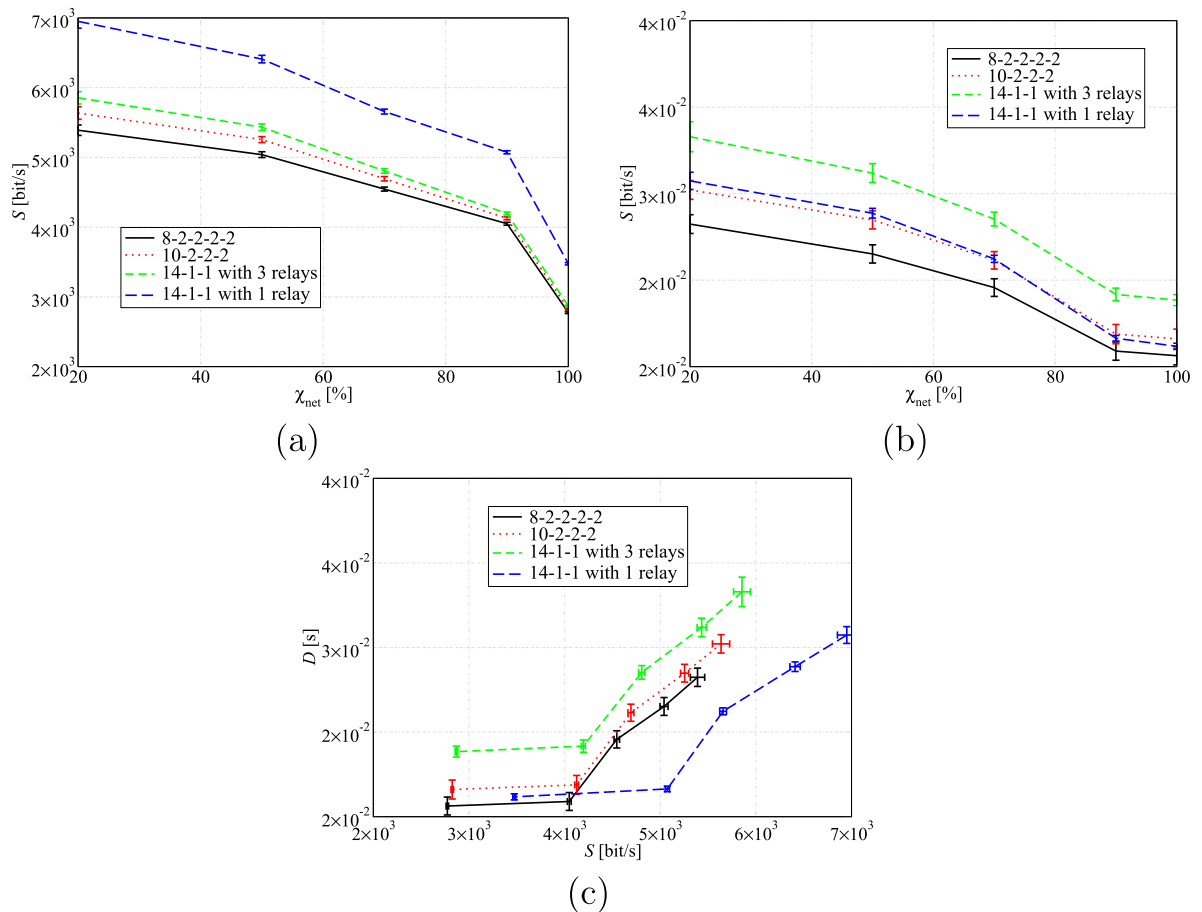 7×10³
6×10³
5×10³
4×10³
3×10³
2×10³
S [bit/s]
8-2-2-2-2
10-2-2-2
14-1-1 with 3 relays
14-1-1 with 1 relay
20 40 60 80 100
χnet [%]
(a)
4×10⁻²
4×10⁻²
3×10⁻²
2×10⁻²
2×10⁻²
S [bit/s]
8-2-2-2-2
10-2-2-2
14-1-1 with 3 relays
14-1-1 with 1 relay
20 40 60 80 100
χnet [%]
(b)
4×10⁻²
4×10⁻²
3×10⁻²
2×10⁻²
2×10⁻²
D [s]
8-2-2-2-2
10-2-2-2
14-1-1 with 3 relays
14-1-1 with 1 relay
2×10³ 3×10³ 4×10³ 5×10³ 6×10³ 7×10³
S [bit/s]
(c)